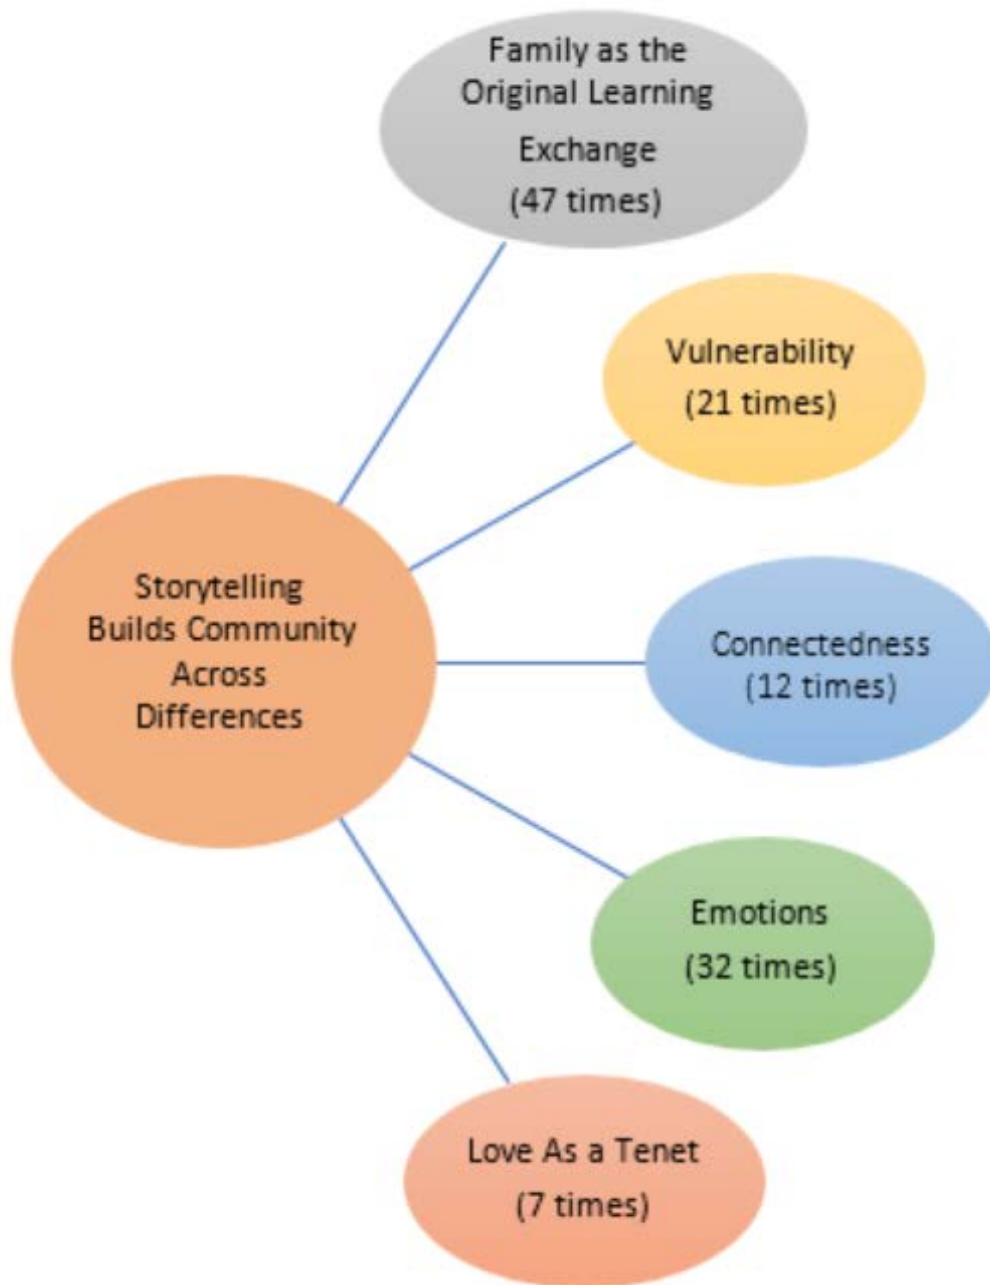 Family as the
Original Learning
Exchange
(47 times)
Vulnerability
(21 times)
Storytelling
Builds Community
Across
Differences
Connectedness
(12 times)
Emotions
(32 times)
Love As a Tenet
(7 times)